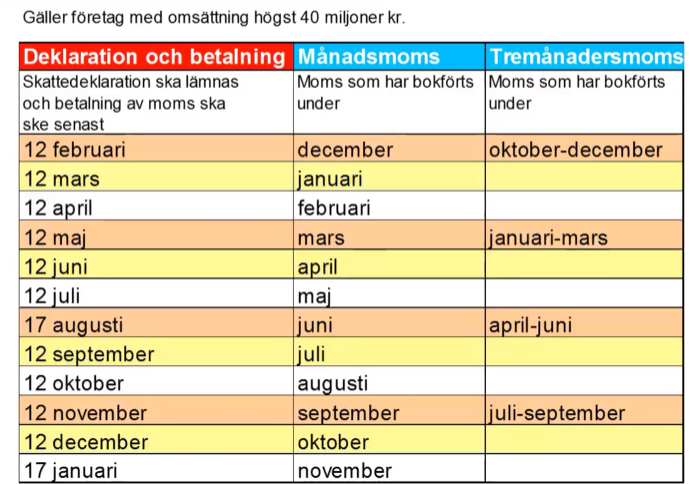 Gäller företag med omsättning högst 40 miljoner kr.
Deklaration och betalning Månadsmoms Tremånadersmoms
Skattedeklaration ska lämnas Moms som har bokförts Moms som har bokförts
och betalning av moms ska under under
ske senast
12 februari december oktober-december
12 mars januari
12 april februari
12 maj mars januari-mars
12 juni april
12 juli maj
17 augusti juni april-juni
12 september juli
12 oktober augusti
12 november september juli-september
12 december oktober
17 januari november